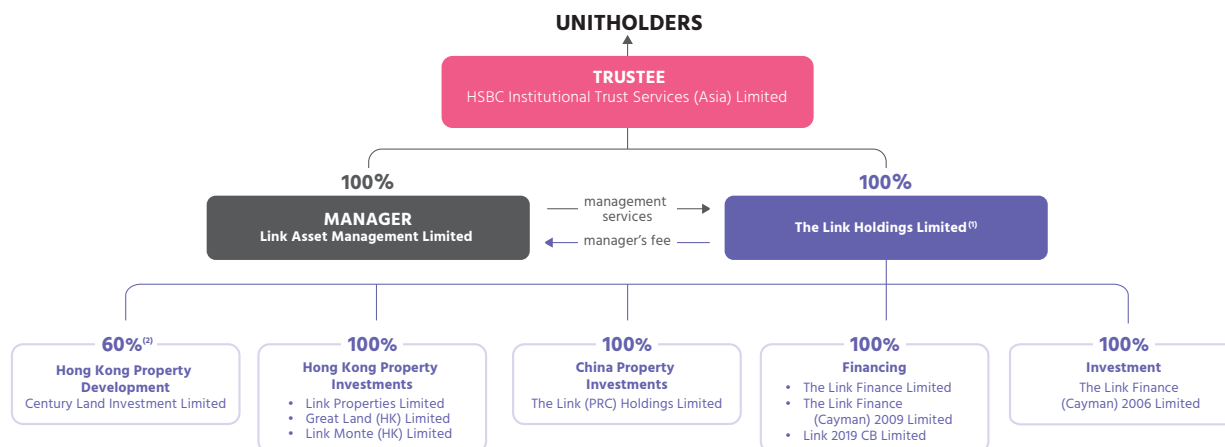 UNITHOLDERS
TRUSTEE
HSBC Institutional Trust Services (Asia) Limited
100%
MANAGER
Link Asset Management Limited
management
services
manager's fee
100%
The Link Holdings Limited(1)
60%(2)
Hong Kong Property
Development
Century Land Investment Limited
100%
Hong Kong Property
Investments
• Link Properties Limited
• Great Land (HK) Limited
• Link Monte (HK) Limited
100%
China Property
Investments
The Link (PRC) Holdings Limited
100%
Financing
• The Link Finance Limited
• The Link Finance
(Cayman) 2009 Limited
• Link 2019 CB Limited
100%
Investment
The Link Finance
(Cayman) 2006 Limited